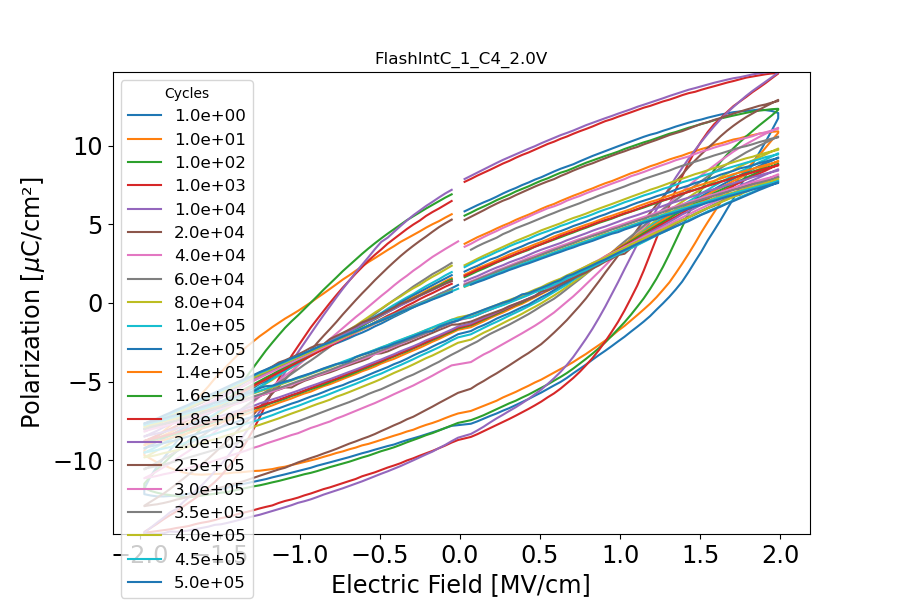 FlashIntC_1_C4_2.0V
Polarization [μC/cm²]
10
5
0
−5
−10
Cycles
1.0e+00
1.0e+01
1.0e+02
1.0e+03
1.0e+04
2.0e+04
4.0e+04
6.0e+04
8.0e+04
1.0e+05
1.2e+05
1.4e+05
1.6e+05
1.8e+05
2.0e+05
2.5e+05
3.0e+05
3.5e+05
4.0e+05
4.5e+05
5.0e+05
−2.0 −1.5 −1.0 −0.5 0.0 0.5 1.0 1.5 2.0
Electric Field [MV/cm]